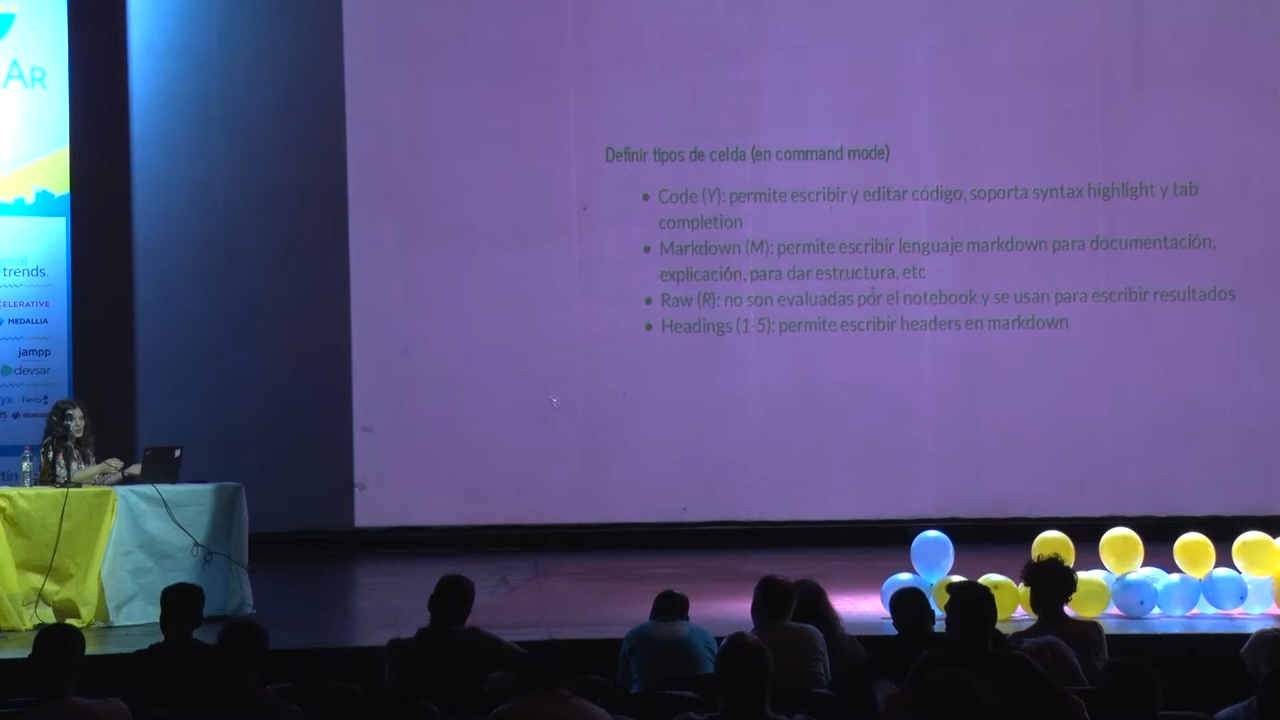 Ar
trends.
CELERATIVE
MEDALLIA
jampp
devsar
Definir tipos de celda (en command mode)
Code (Y): permite escribir y editar código, soporta syntax highlight y tab
completion
Markdown (M): permite escribir lenguaje markdown para documentación,
explicación, para dar estructura, etc
Raw (R): no son evaluadas por el notebook y se usan para escribir resultados
Headings (1-5): permite escribir headers en markdown